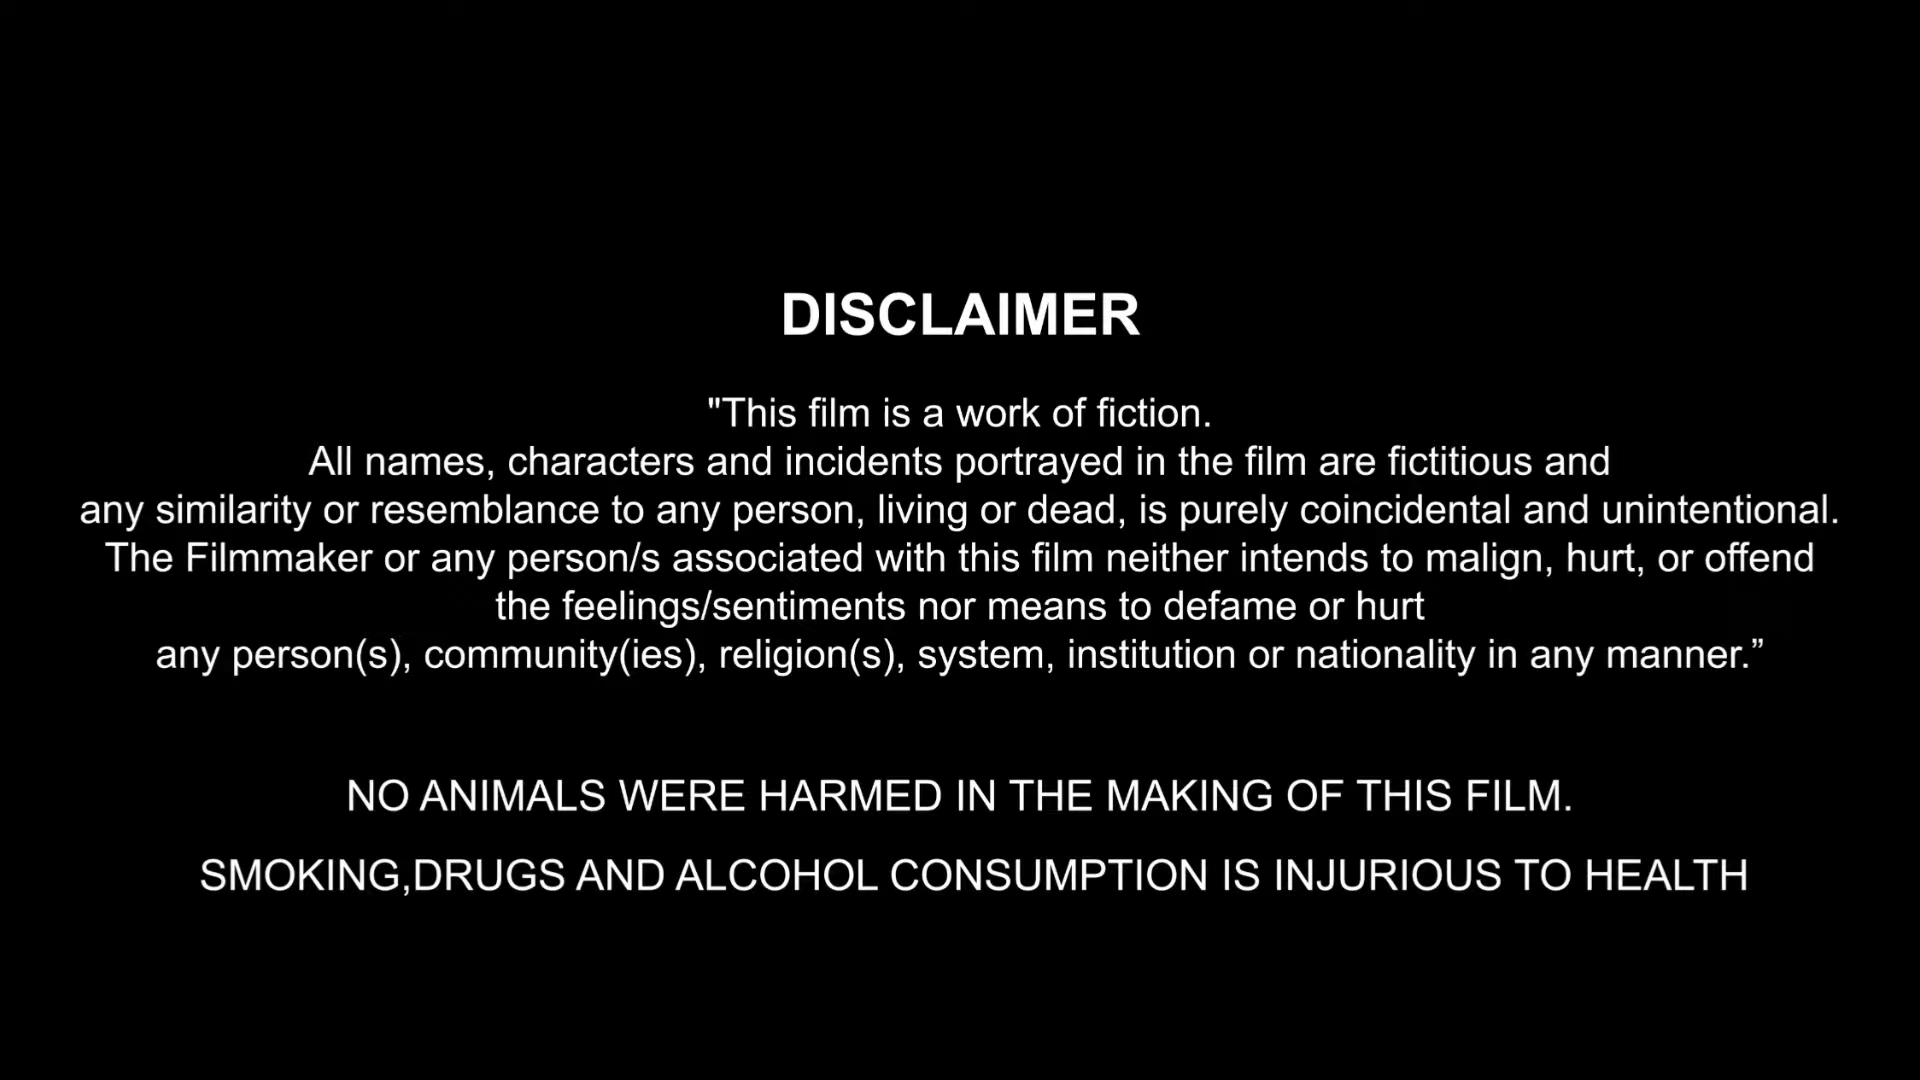 DISCLAIMER
"This film is a work of fiction.
All names, characters and incidents portrayed in the film are fictitious and
any similarity or resemblance to any person, living or dead, is purely coincidental and unintentional.
The Filmmaker or any person/s associated with this film neither intends to malign, hurt, or offend
the feelings/sentiments nor means to defame or hurt
any person(s), community(ies), religion(s), system, institution or nationality in any manner.”
NO ANIMALS WERE HARMED IN THE MAKING OF THIS FILM.
SMOKING,DRUGS AND ALCOHOL CONSUMPTION IS INJURIOUS TO HEALTH